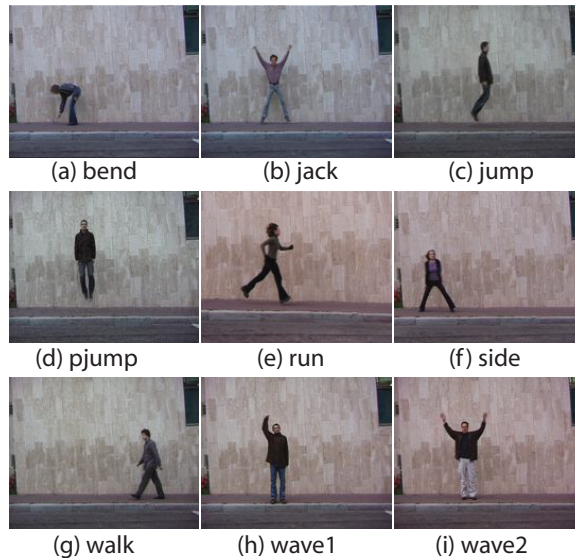 (a) bend
(b) jack
(c) jump
(d) pjump
(e) run
(f) side
(g) walk
(h) wave1
(i) wave2